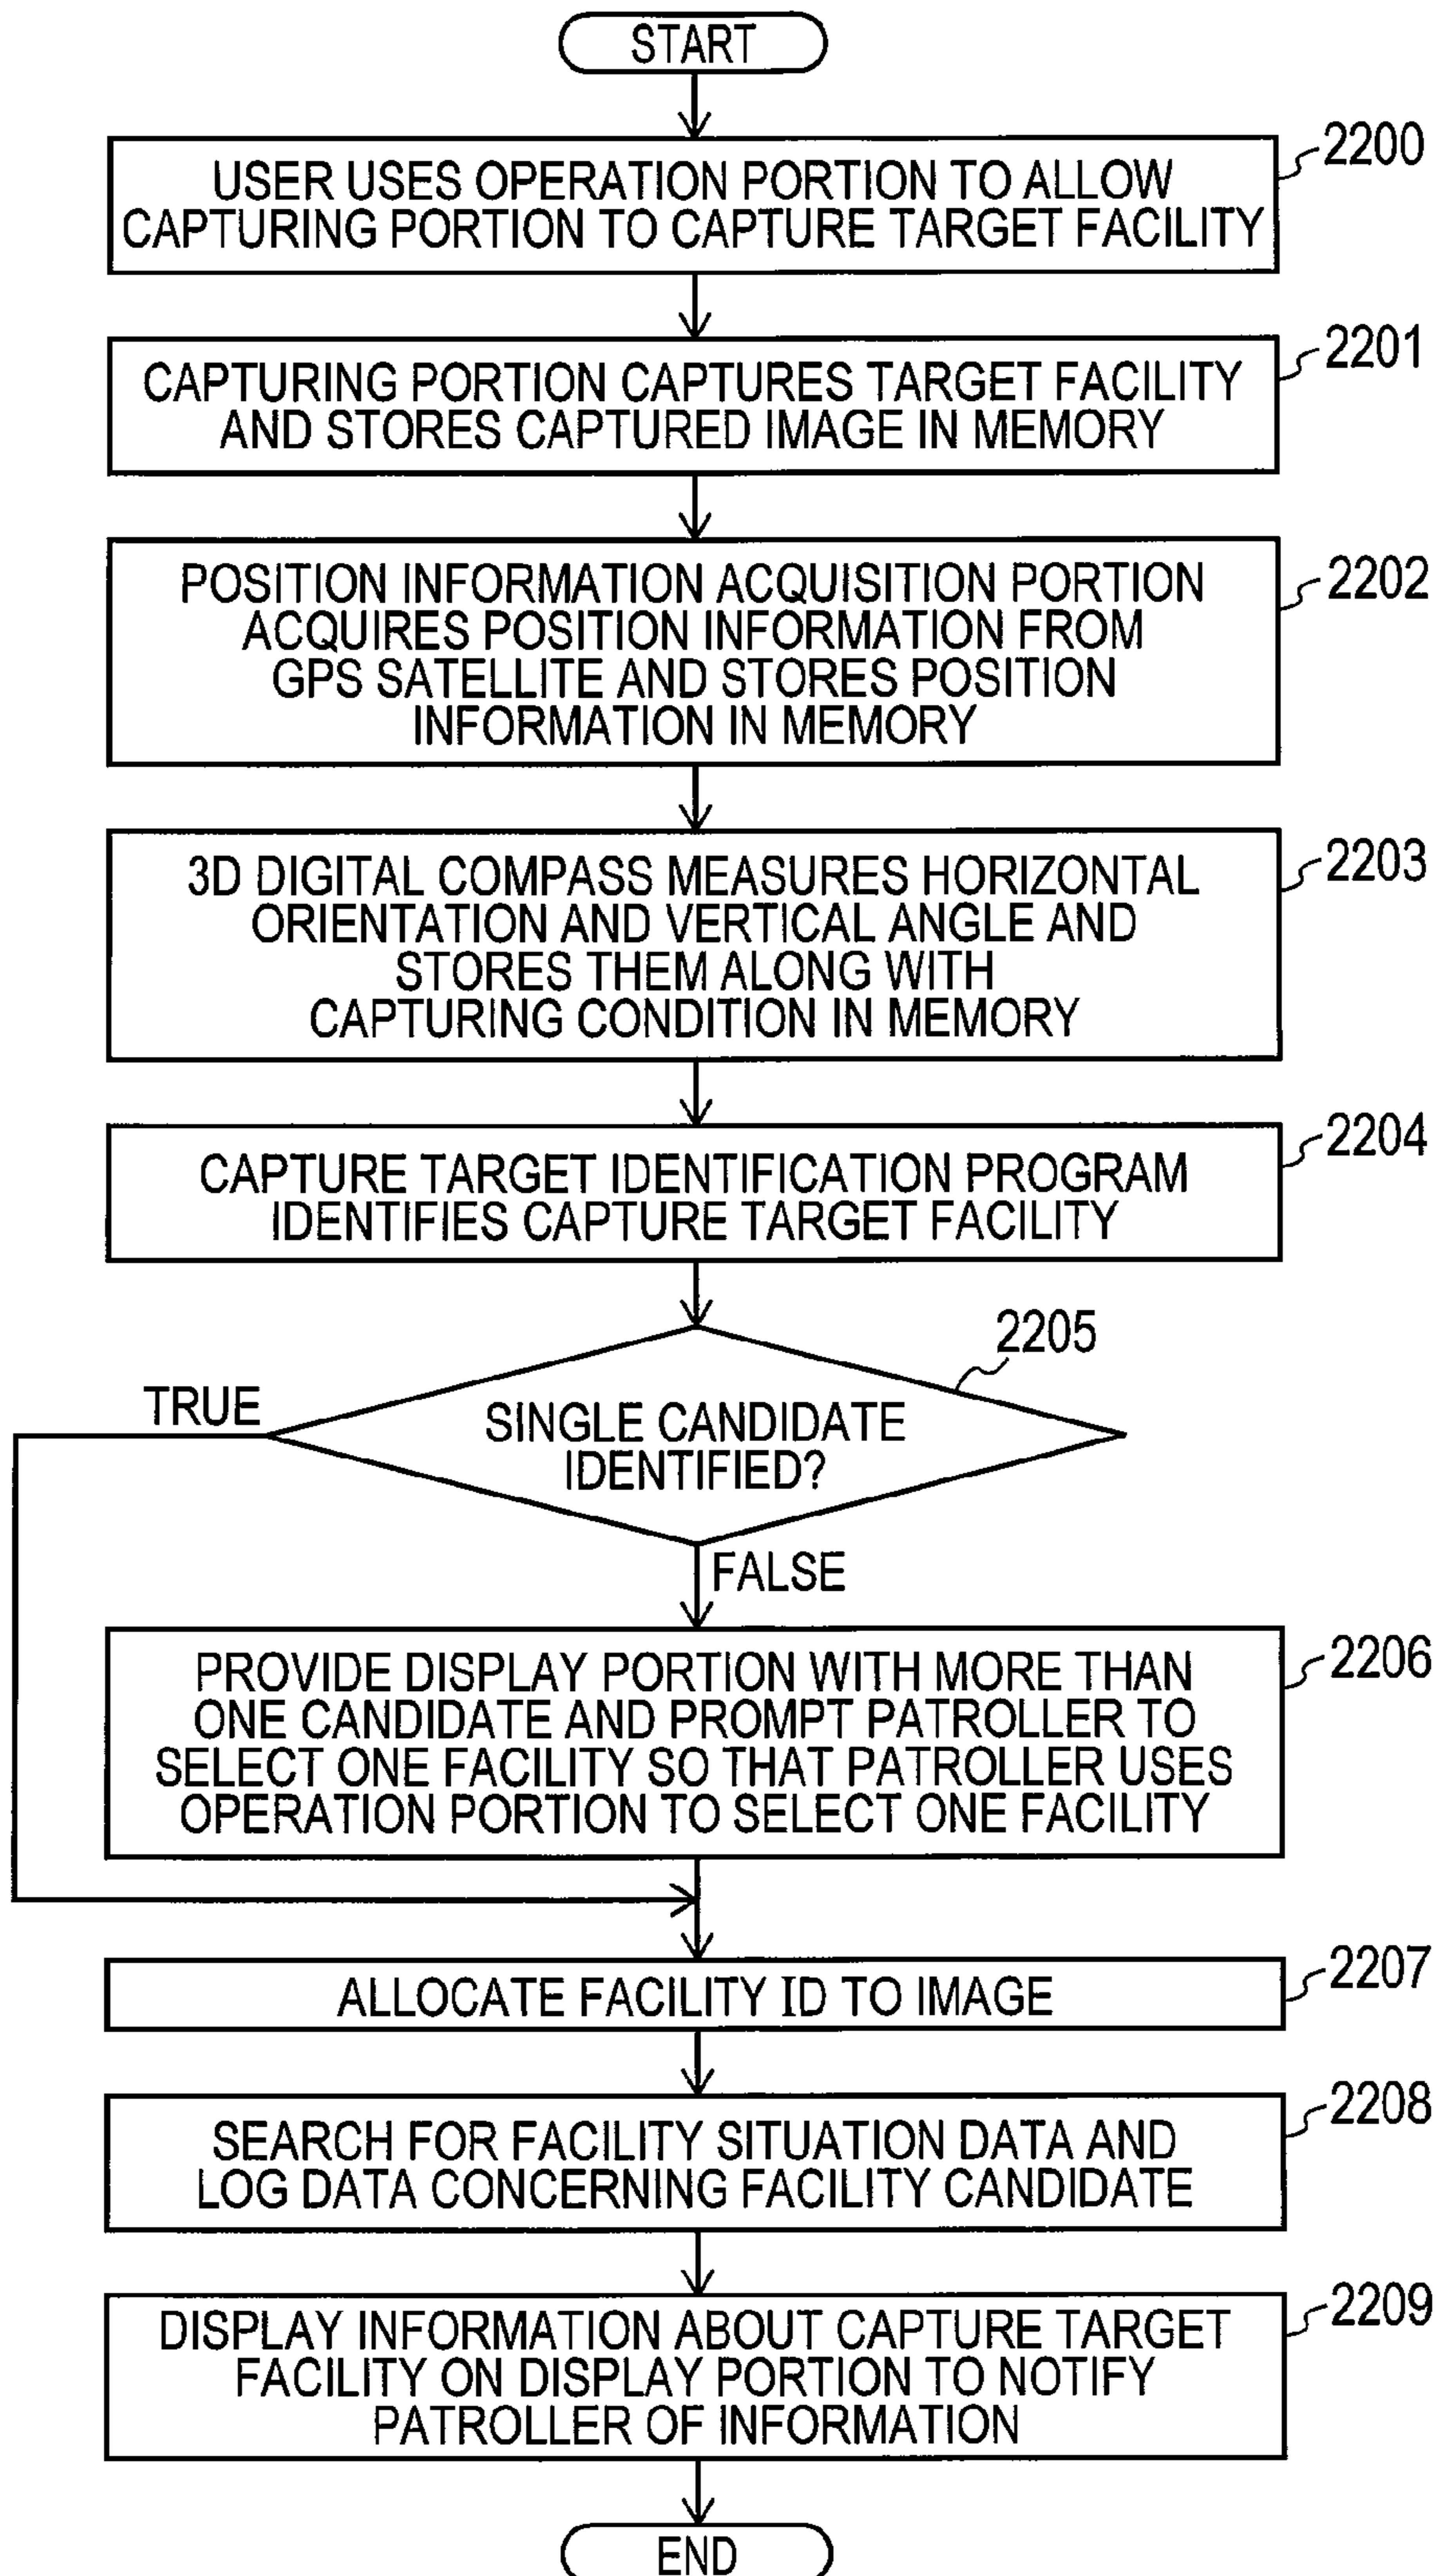 START
2200
USER USES OPERATION PORTION TO ALLOW
CAPTURING PORTION TO CAPTURE TARGET FACILITY
2201
CAPTURING PORTION CAPTURES TARGET FACILITY
AND STORES CAPTURED IMAGE IN MEMORY
2202
POSITION INFORMATION ACQUISITION PORTION
ACQUIRES POSITION INFORMATION FROM
GPS SATELLITE AND STORES POSITION
INFORMATION IN MEMORY
2203
3D DIGITAL COMPASS MEASURES HORIZONTAL
ORIENTATION AND VERTICAL ANGLE AND
STORES THEM ALONG WITH
CAPTURING CONDITION IN MEMORY
2204
CAPTURE TARGET IDENTIFICATION PROGRAM
IDENTIFIES CAPTURE TARGET FACILITY
2205
TRUE
SINGLE CANDIDATE
IDENTIFIED?
FALSE
2206
PROVIDE DISPLAY PORTION WITH MORE THAN
ONE CANDIDATE AND PROMPT PATROLLER TO
SELECT ONE FACILITY SO THAT PATROLLER USES
OPERATION PORTION TO SELECT ONE FACILITY
2207
ALLOCATE FACILITY ID TO IMAGE
2208
SEARCH FOR FACILITY SITUATION DATA AND
LOG DATA CONCERNING FACILITY CANDIDATE
2209
DISPLAY INFORMATION ABOUT CAPTURE TARGET
FACILITY ON DISPLAY PORTION TO NOTIFY
PATROLLER OF INFORMATION
END